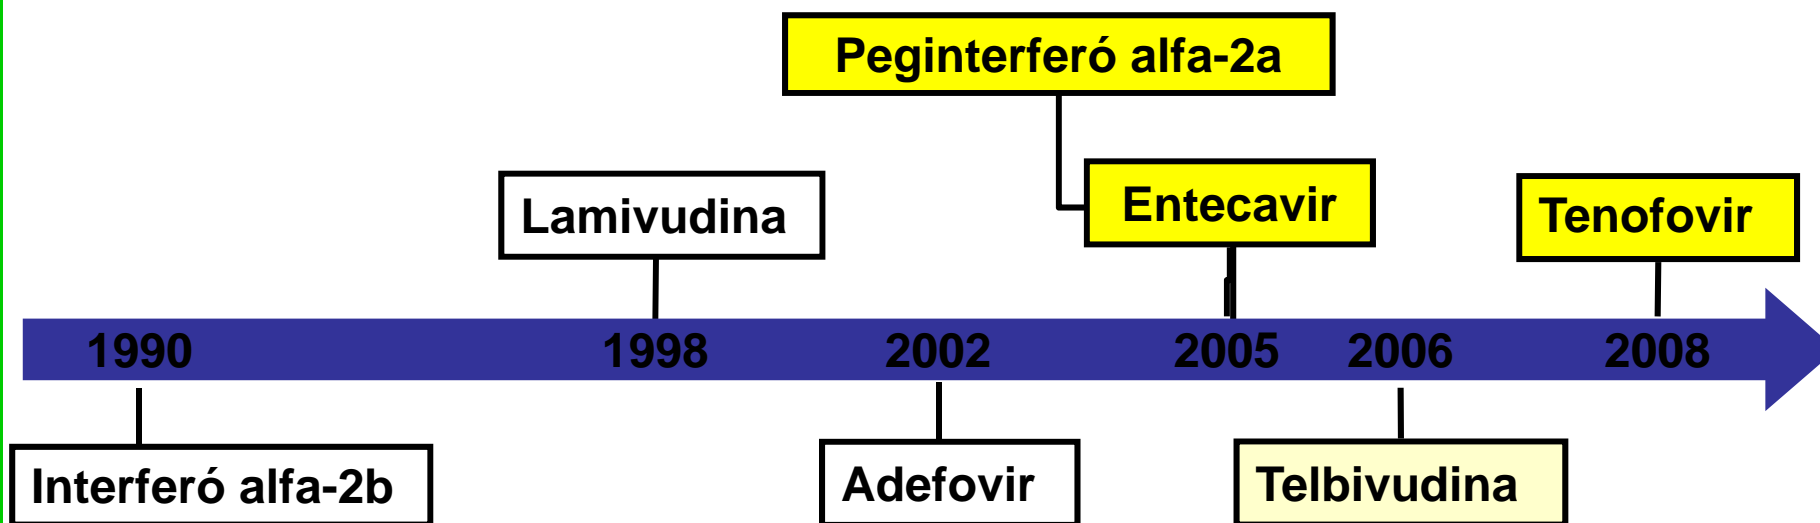 Peginterferó alfa-2a
Lamivudina
Entecavir
Tenofovir
1990
1998
2002
2005
2006
2008
Interferó alfa-2b
Adefovir
Telbivudina